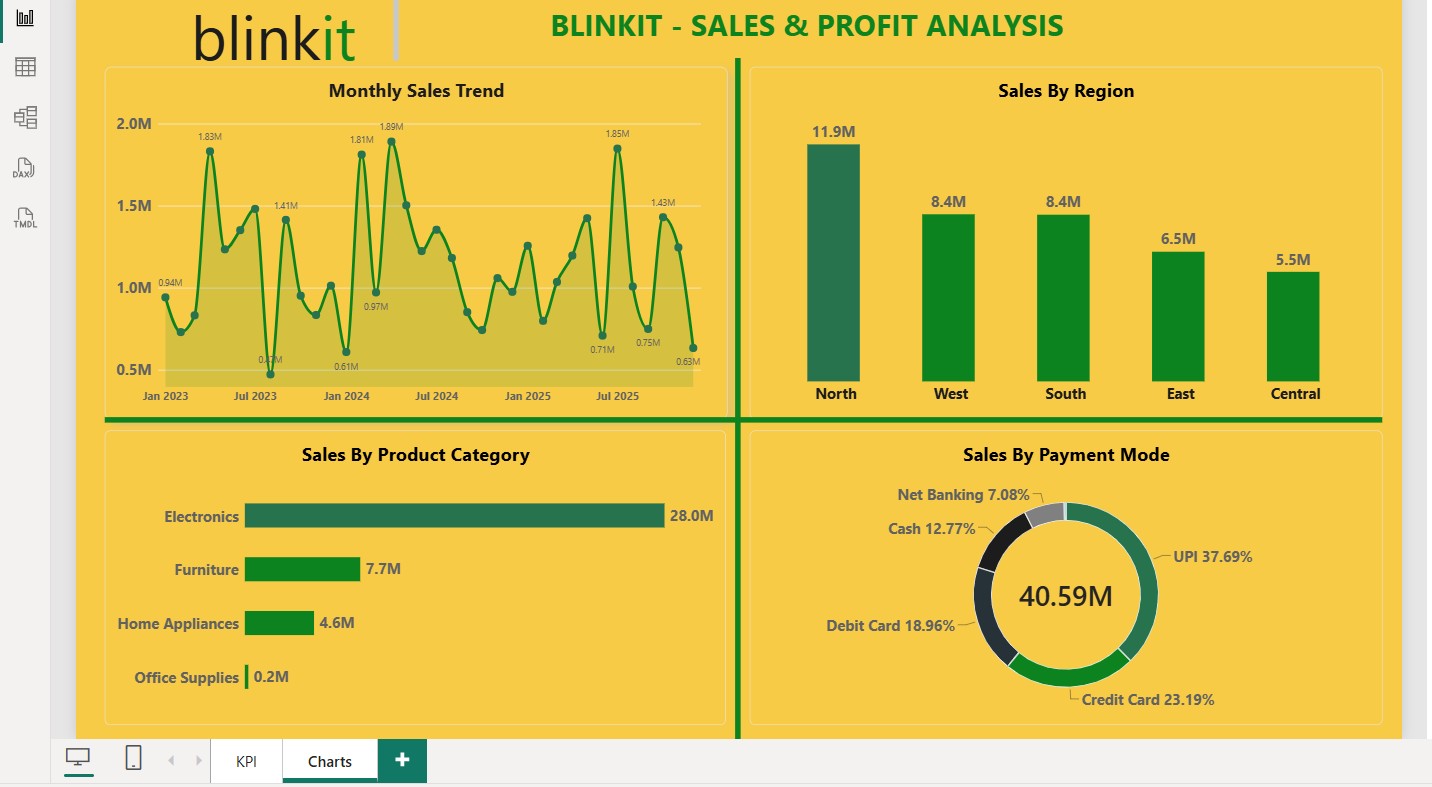 blinkit
BLINKIT - SALES & PROFIT ANALYSIS
Monthly Sales Trend
2.0M
1.5M
1.0M
0.5M
0.94M
1.83M
1.41M
0.61M
1.81M
0.97M
1.89M
0.71M
1.85M
0.75M
1.43M
0.63M
Jan 2023
Jul 2023
Jan 2024
Jul 2024
Jan 2025
Jul 2025
Sales By Region
11.9M
8.4M
8.4M
6.5M
5.5M
North
West
South
East
Central
Sales By Product Category
Electronics 28.0M
Furniture 7.7M
Home Appliances 4.6M
Office Supplies 0.2M
Sales By Payment Mode
Net Banking 7.08%
Cash 12.77%
UPI 37.69%
40.59M
Debit Card 18.96%
Credit Card 23.19%
DAX
TMDL
KPI
Charts